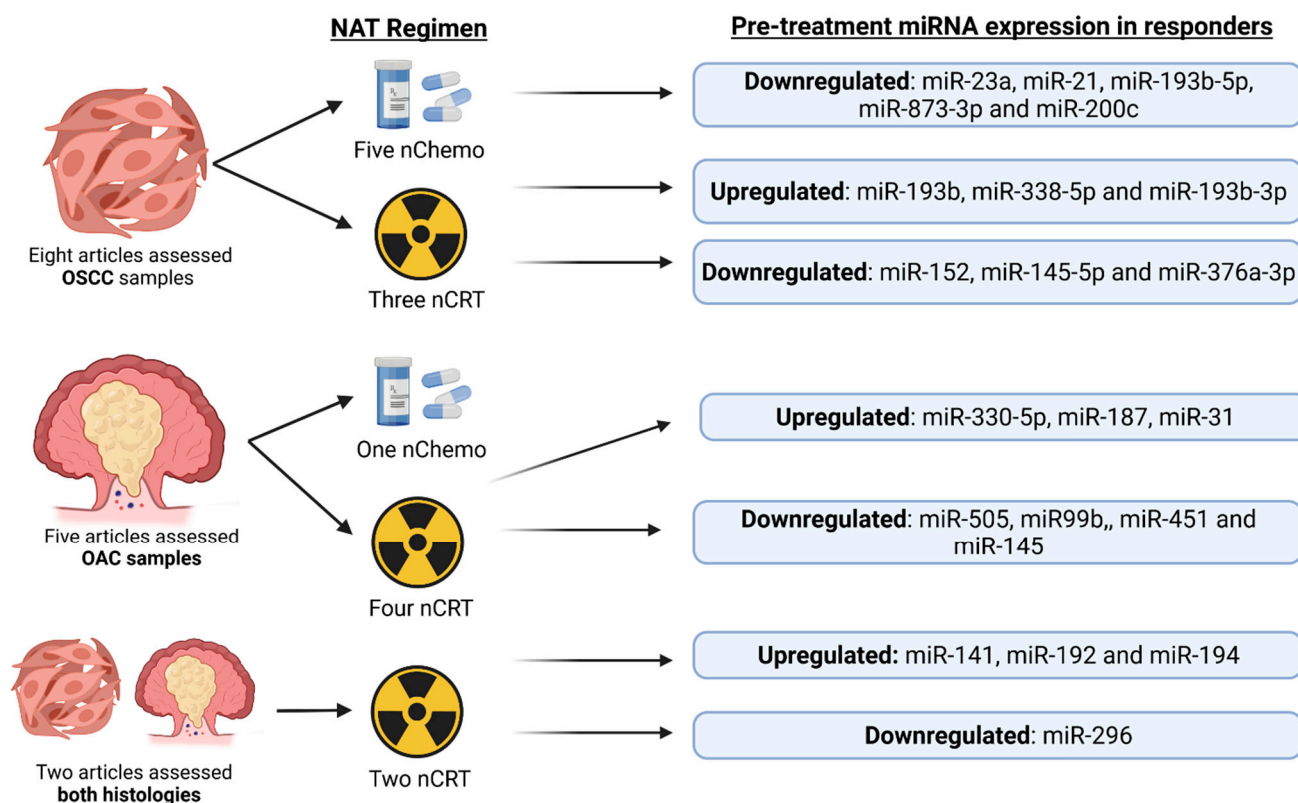 NAT Regimen
Pre-treatment miRNA expression in responders
Five nChemo
Downregulated: miR-23a, miR-21, miR-193b-5p,
miR-873-3p and miR-200c
Eight articles assessed
OSCC samples
Upregulated: miR-193b, miR-338-5p and miR-193b-3p
Three nCRT
Downregulated: miR-152, miR-145-5p and miR-376a-3p
One nChemo
Upregulated: miR-330-5p, miR-187, miR-31
Five articles assessed
OAC samples
Four nCRT
Downregulated: miR-505, miR99b,, miR-451 and
miR-145
Two articles assessed
both histologies
Two nCRT
Upregulated: miR-141, miR-192 and miR-194
Downregulated: miR-296